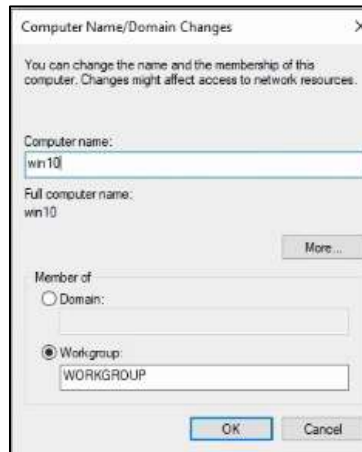 Computer Name/Domain Changes
You can change the name and the membership of this
computer. Changes might affect access to network resources.
Computer name:
win10
Full computer name:
win10
More...
Member of
Domain:
Workgroup:
WORKGROUP
OK Cancel